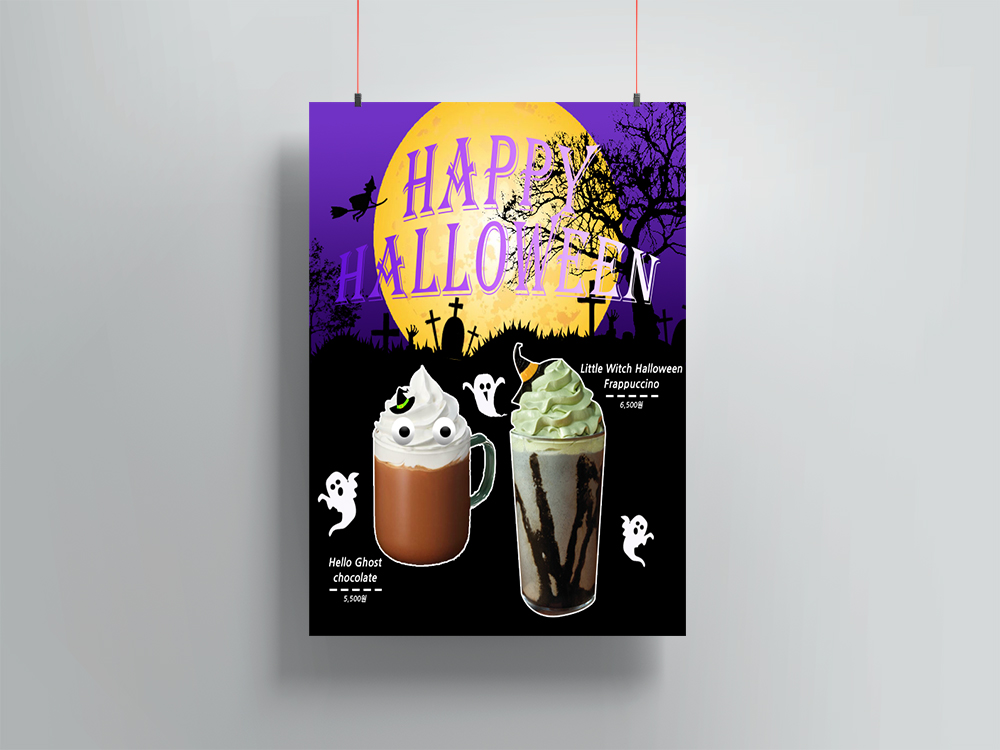 HAPPY
HALLOWEEN
Little Witch Halloween
Frappuccino
6,500원
Hello Ghost
chocolate
5,500원